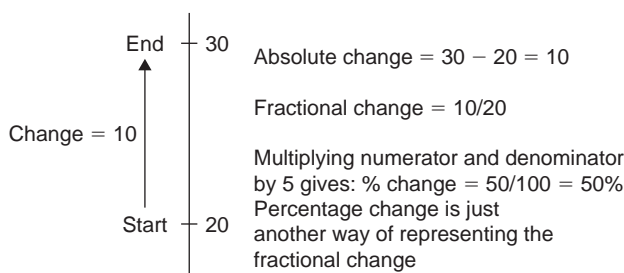 End
30
Absolute change = 30 − 20 = 10
Fractional change = 10/20
Change = 10
Multiplying numerator and denominator
by 5 gives: % change = 50/100 = 50%
Start
20
Percentage change is just
another way of representing the
fractional change